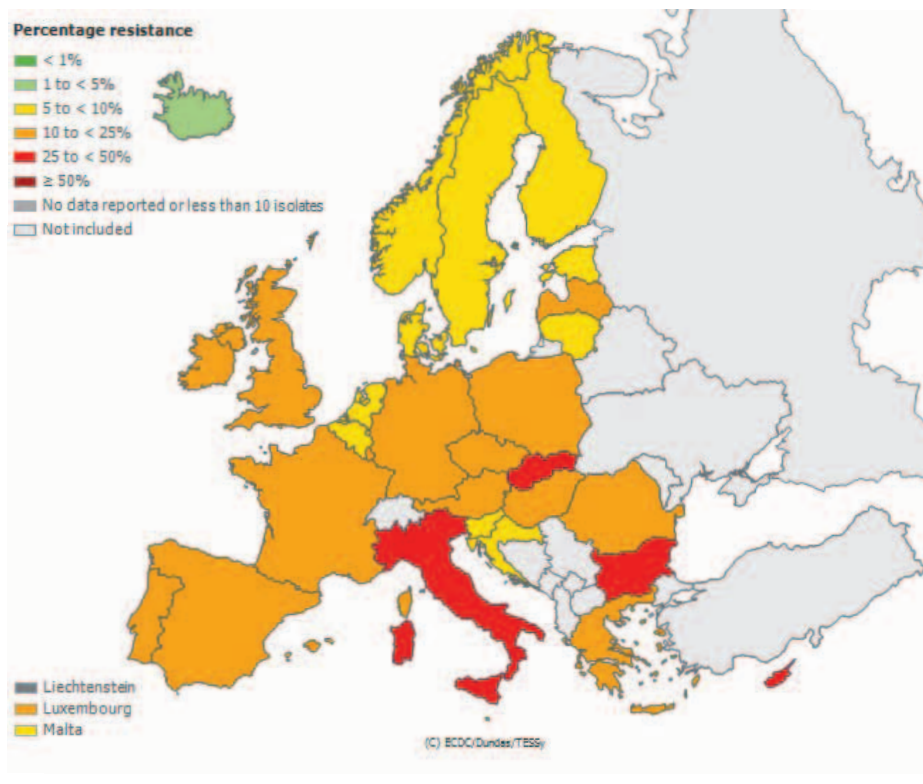 Percentage resistance
< 1%
1 to < 5%
5 to < 10%
10 to < 25%
25 to < 50%
≥ 50%
No data reported or less than 10 isolates
Not included
Liechtenstein
Luxembourg
Malta
(C) ECDC/Dundas/TESSy